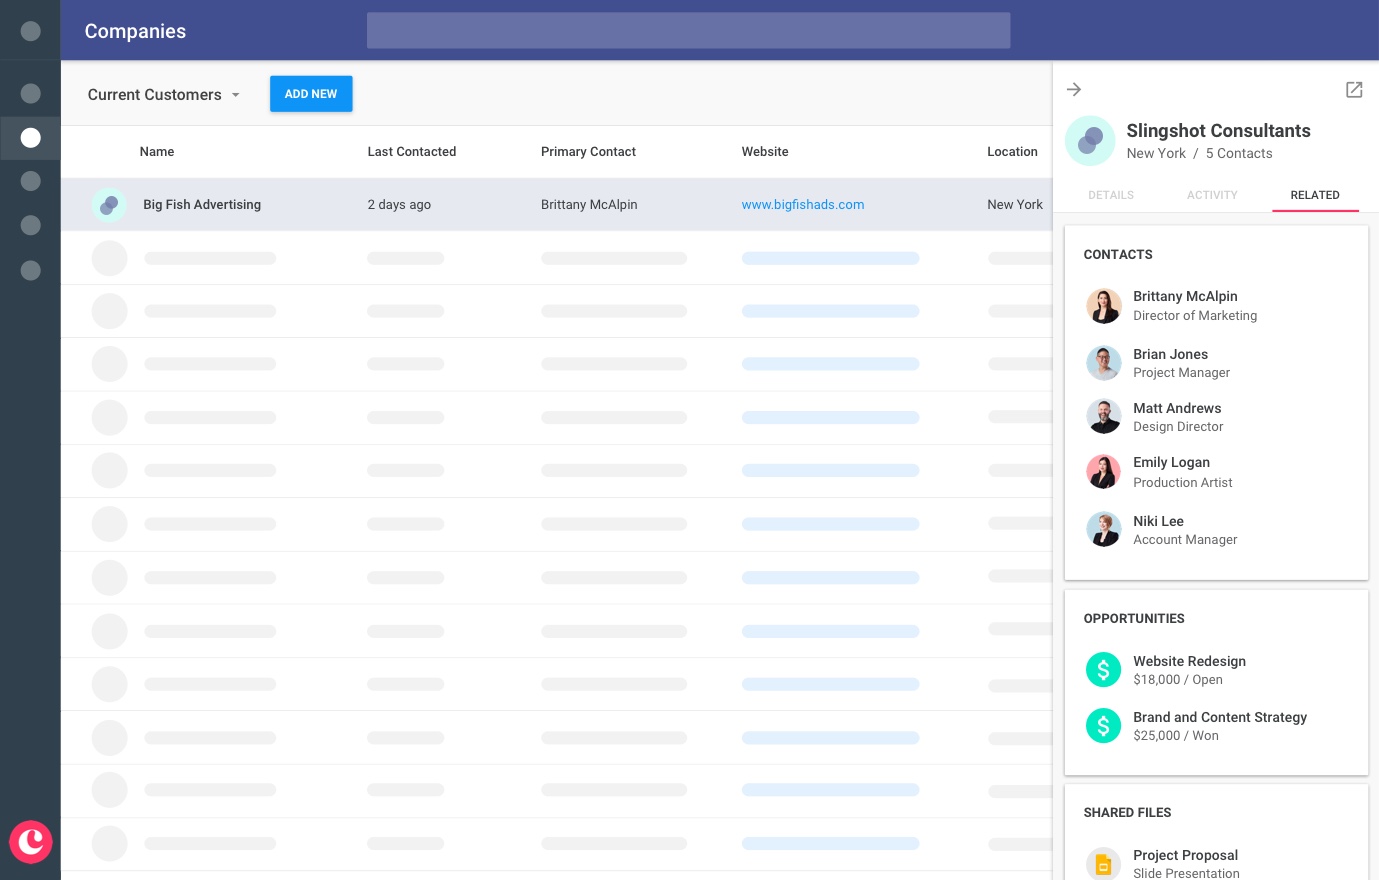 Companies
Current Customers
ADD NEW
Name
Last Contacted
Primary Contact
Website
Location
Big Fish Advertising
2 days ago
Brittany McAlpin
www.bigfishads.com
New York
Slingshot Consultants
New York / 5 Contacts
DETAILS
ACTIVITY
RELATED
CONTACTS
Brittany McAlpin
Director of Marketing
Brian Jones
Project Manager
Matt Andrews
Design Director
Emily Logan
Production Artist
Niki Lee
Account Manager
OPPORTUNITIES
Website Redesign
$18,000 / Open
Brand and Content Strategy
$25,000 / Won
SHARED FILES
Project Proposal
Slide Presentation